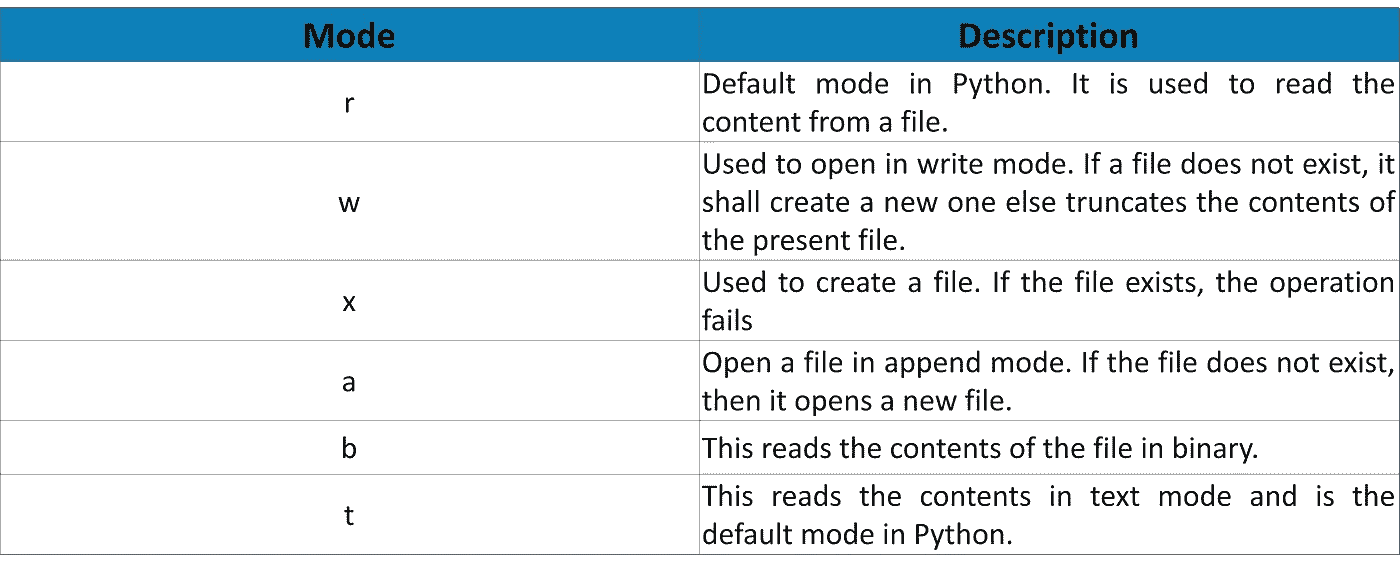 Mode Description
r
Default mode in Python. It is used to read the
content from a file.
w
Used to open in write mode. If a file does not exist, it
shall create a new one else truncates the contents of
the present file.
x
Used to create a file. If the file exists, the operation
fails
a
Open a file in append mode. If the file does not exist,
then it opens a new file.
b
This reads the contents of the file in binary.
t
This reads the contents in text mode and is the
default mode in Python.